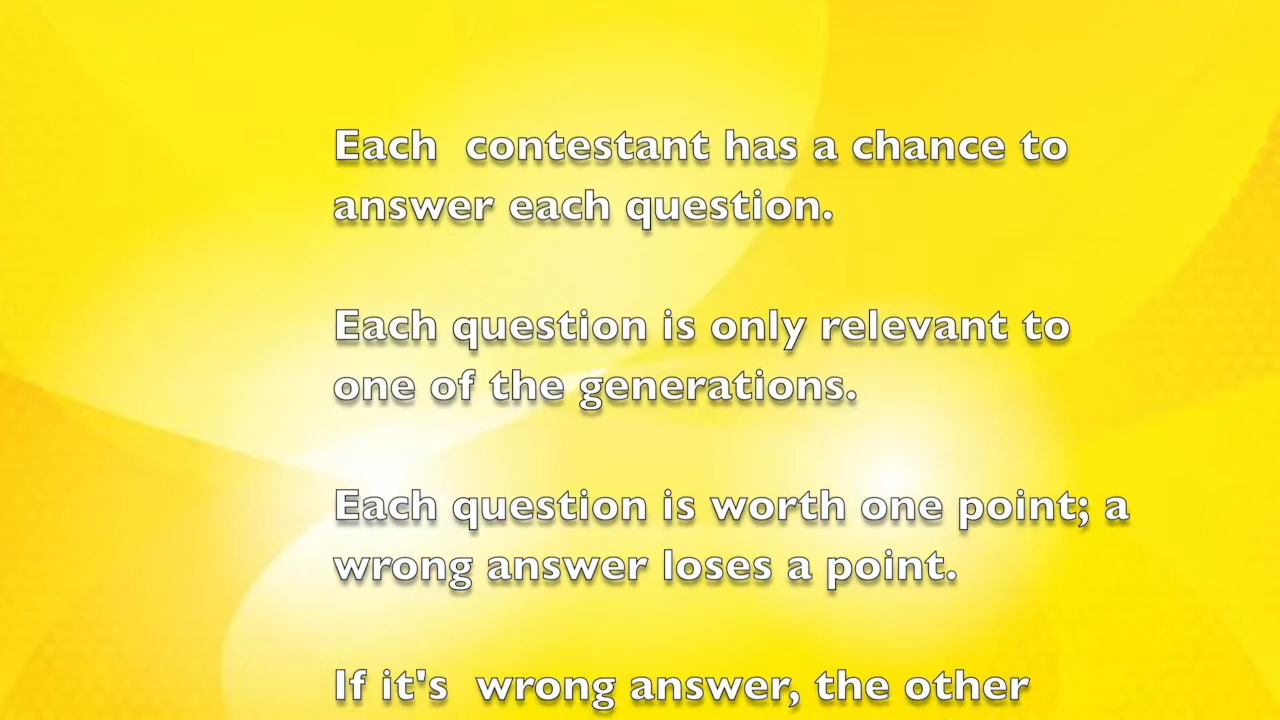 Each  contestant has a chance to
answer each question.
Each question is only relevant to
one of the generations.
Each question is worth one point; a
wrong answer loses a point.
If it's  wrong answer, the other